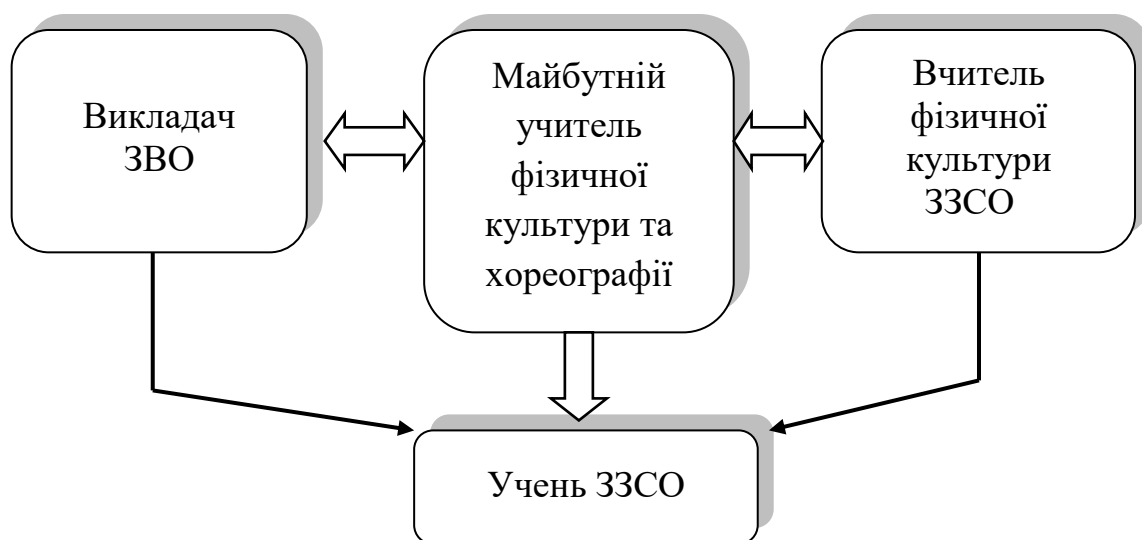 Викладач
ЗВО
Майбутній
учитель
фізичної
культури та
хореографії
Вчитель
фізичної
культури
ЗЗСО
Учень ЗЗСО